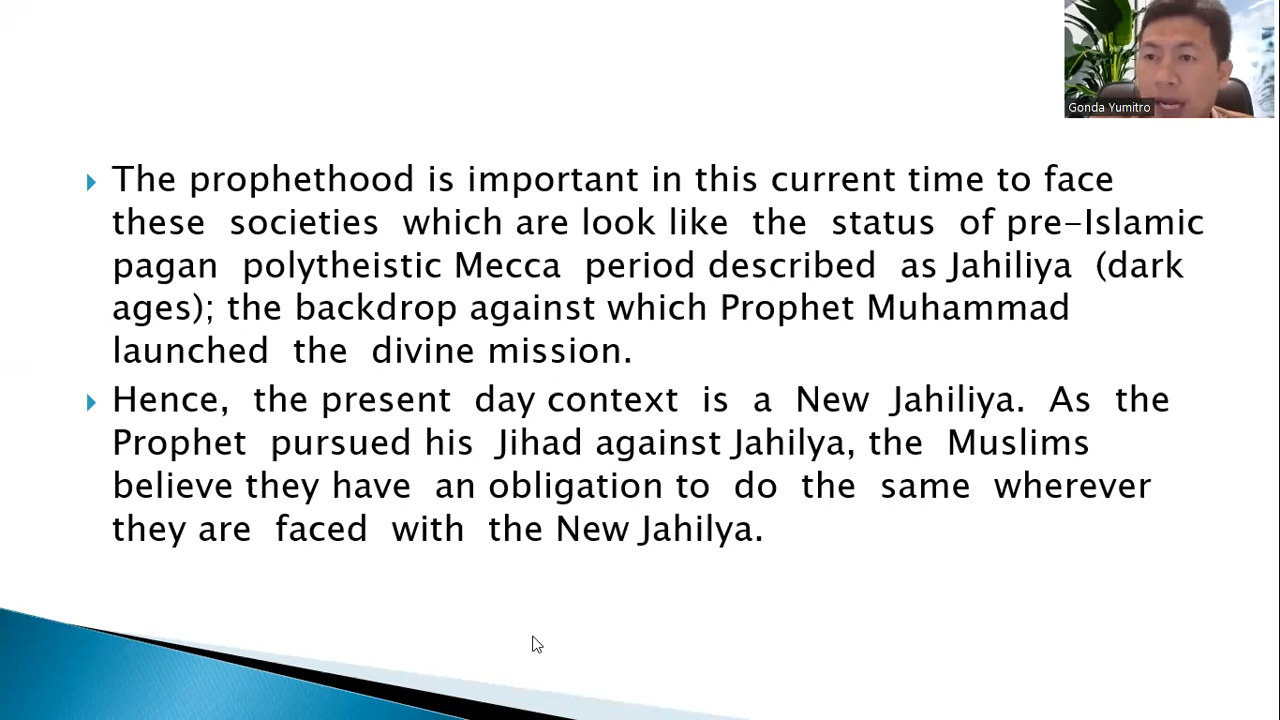 Gonda Yumitro
The prophethood is important in this current time to face
these societies which are look like the status of pre-Islamic
pagan polytheistic Mecca period described as Jahiliya (dark
ages); the backdrop against which Prophet Muhammad
launched the divine mission.
Hence, the present day context is a New Jahiliya. As the
Prophet pursued his Jihad against Jahilya, the Muslims
believe they have an obligation to do the same wherever
they are faced with the New Jahilya.